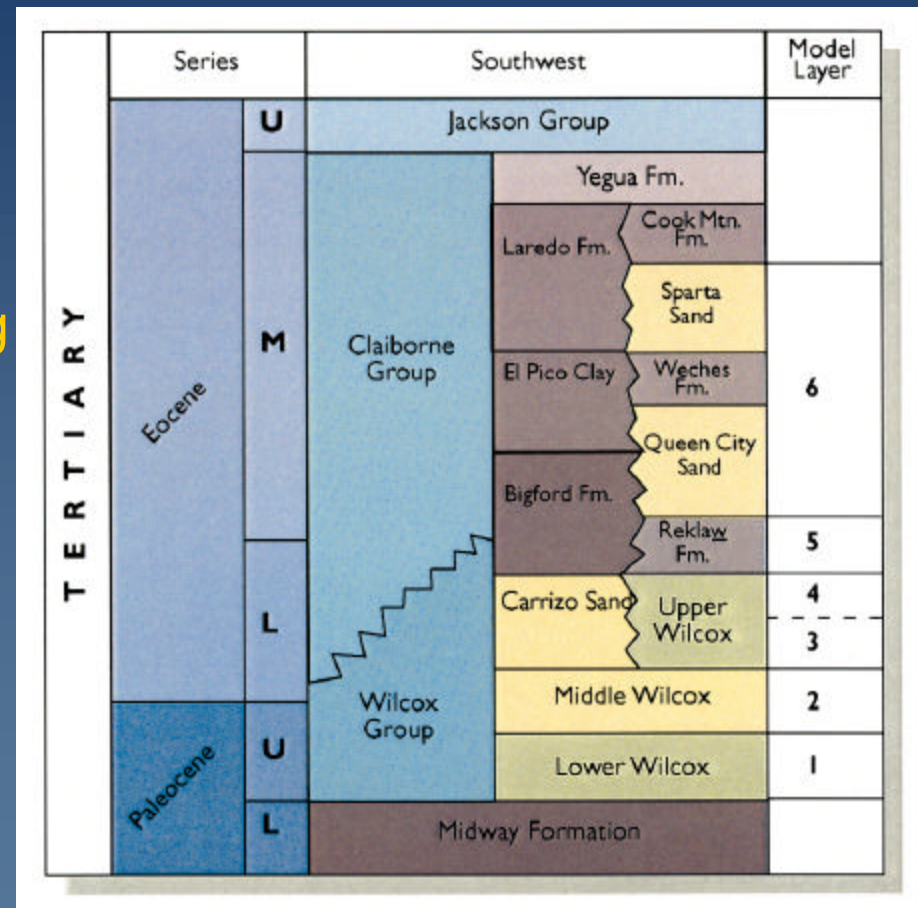 Series
Southwest
Model
Layer
TERTIARY
Eocene
Paleocene
U
M
L
U
L
Jackson Group
Claiborne
Group
Wilcox
Group
Yegua Fm.
Laredo Fm.
Cook Mtn.
Fm.
Sparta
Sand
El Pico Clay
Weches
Fm.
Queen City
Sand
Bigford Fm.
Reklaw
Fm.
Carrizo Sand
Upper
Wilcox
Middle Wilcox
Lower Wilcox
Midway Formation
6
5
4
3
2
1
g